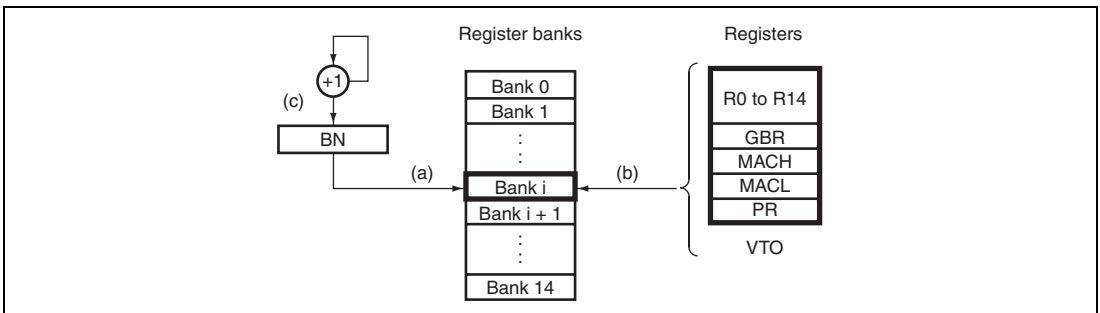 Register banks
Registers
+1
(c)
BN
(a)
Bank 0
Bank 1
:
:
Bank i
Bank i + 1
:
:
Bank 14
(b)
R0 to R14
GBR
MACH
MACL
PR
VTO